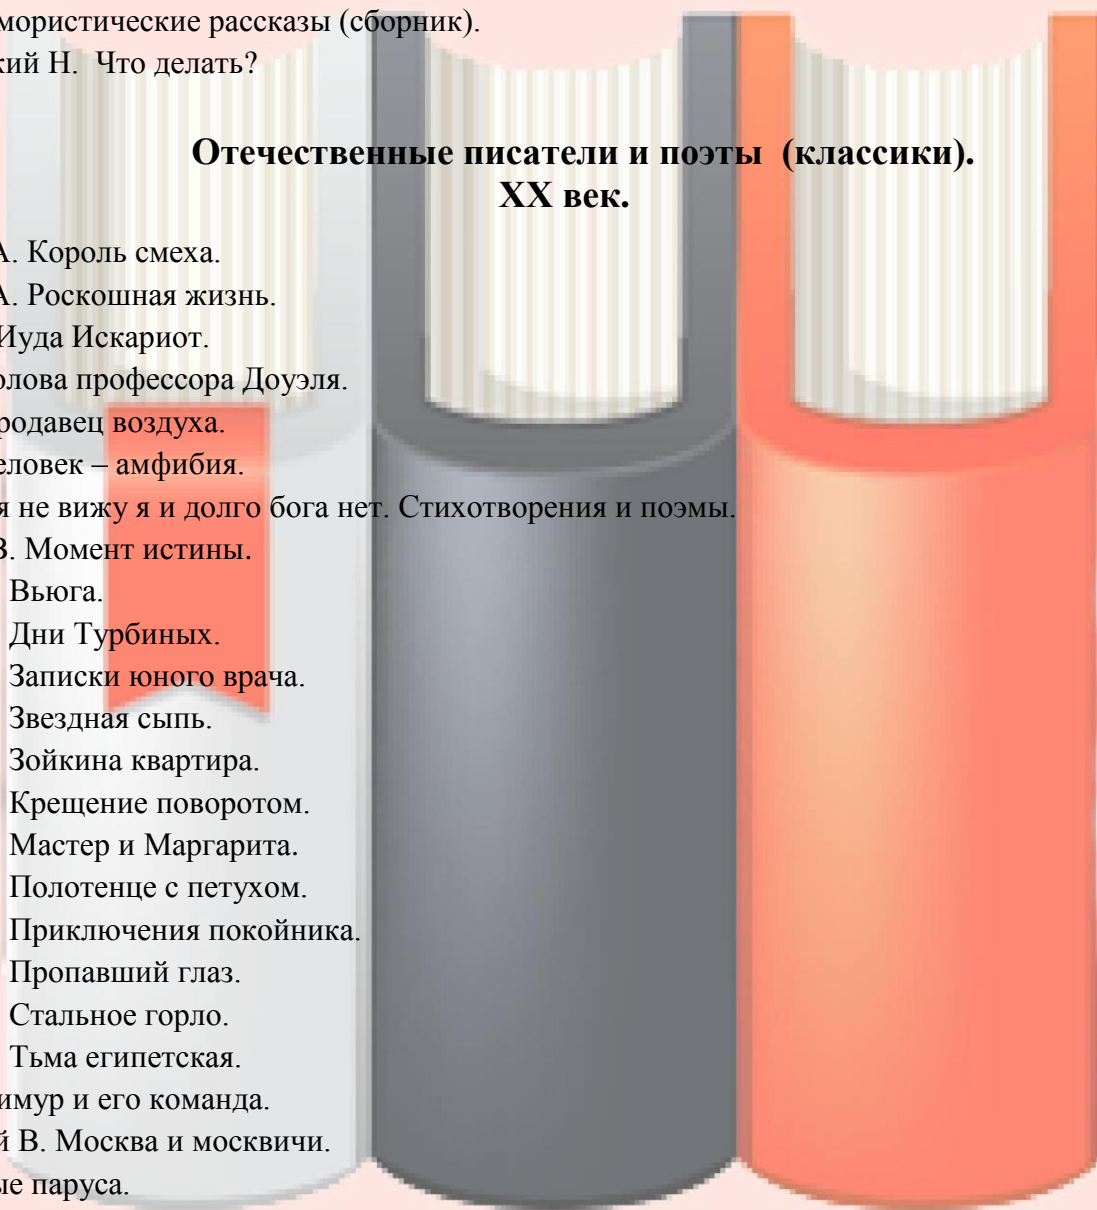 мористические рассказы (сборник).
кий Н. Что делать?
Отечественные писатели и поэты (классики).
XX век.
А. Король смеха.
А. Роскошная жизнь.
Иуда Искариот.
олова профессора Доуэля.
родавец воздуха.
еловек – амфибия.
я не вижу я и долго бога нет. Стихотворения и поэмы.
В. Момент истины.
Вьюга.
Дни Турбиных.
Записки юного врача.
Звездная сыпь.
Зойкина квартира.
Крещение поворотом.
Мастер и Маргарита.
Полотенце с петухом.
Приключения покойника.
Пропавший глаз.
Стальное горло.
Тьма египетская.
имур и его команда.
й В. Москва и москвичи.
ые паруса.